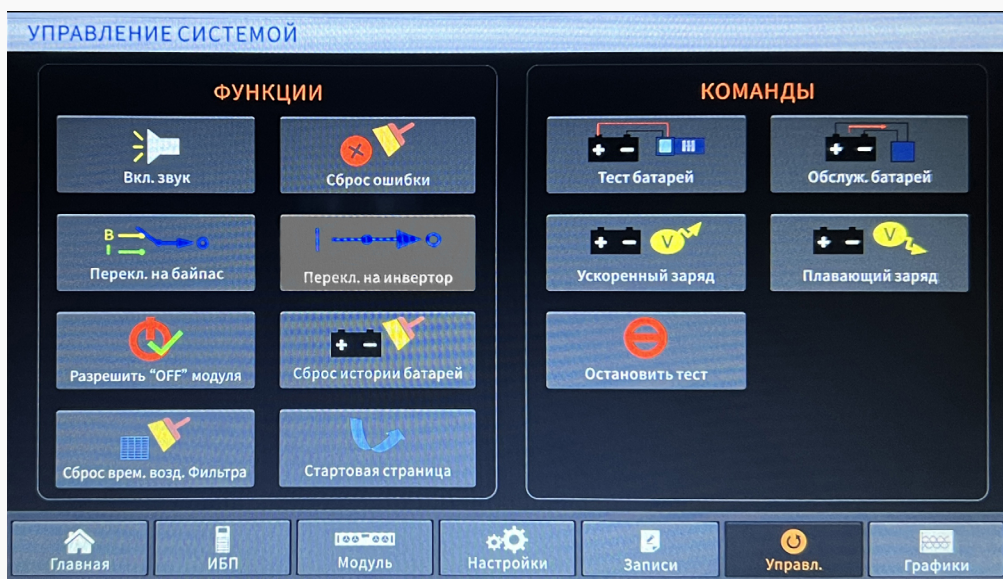 УПРАВЛЕНИЕ СИСТЕМОЙ
ФУНКЦИИ
Вкл. звук
Сброс ошибки
B
I
Перекл. на байпас
Перекл. на инвертор
Разрешить "OFF" модуля
Сброс истории батарей
Сброс врем. возд. Фильтра
Стартовая страница
КОМАНДЫ
Тест батарей
Обслуж. батарей
V
Ускоренный заряд
V
Плавающий заряд
Остановить тест
Главная
ИБП
Модуль
Настройки
Записи
Управл.
Графики